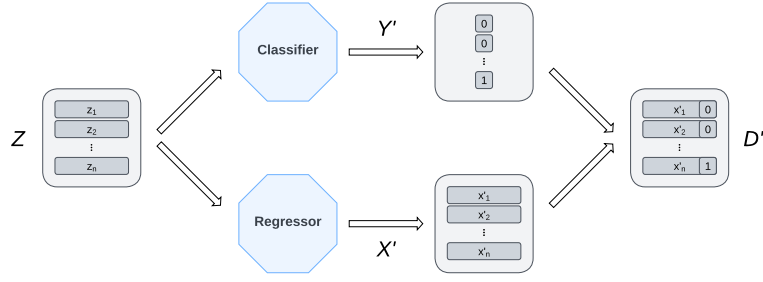 Z
z₁
z₂
⋮
zₙ
Classifier
Y'
0
0
⋮
1
Regressor
X'
x'₁
x'₂
⋮
x'ₙ
x'₁ 0
x'₂ 0
⋮
x'ₙ 1
D'